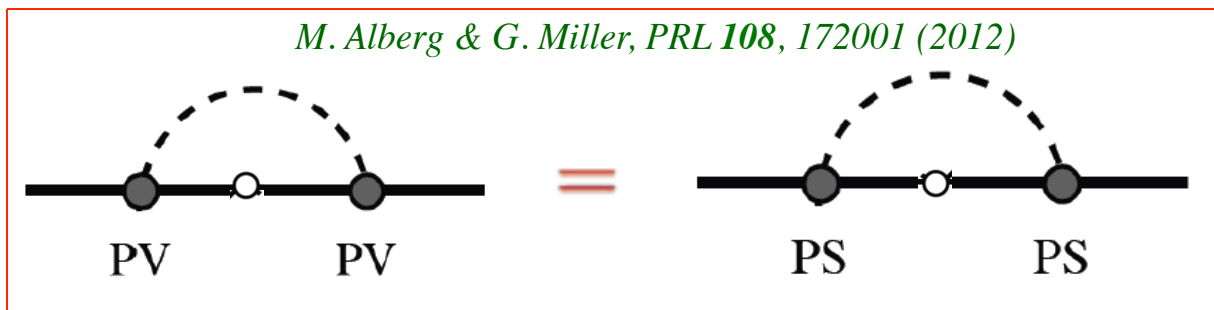 M. Alberg & G. Miller, PRL 108, 172001 (2012)
=
PV PV PS PS